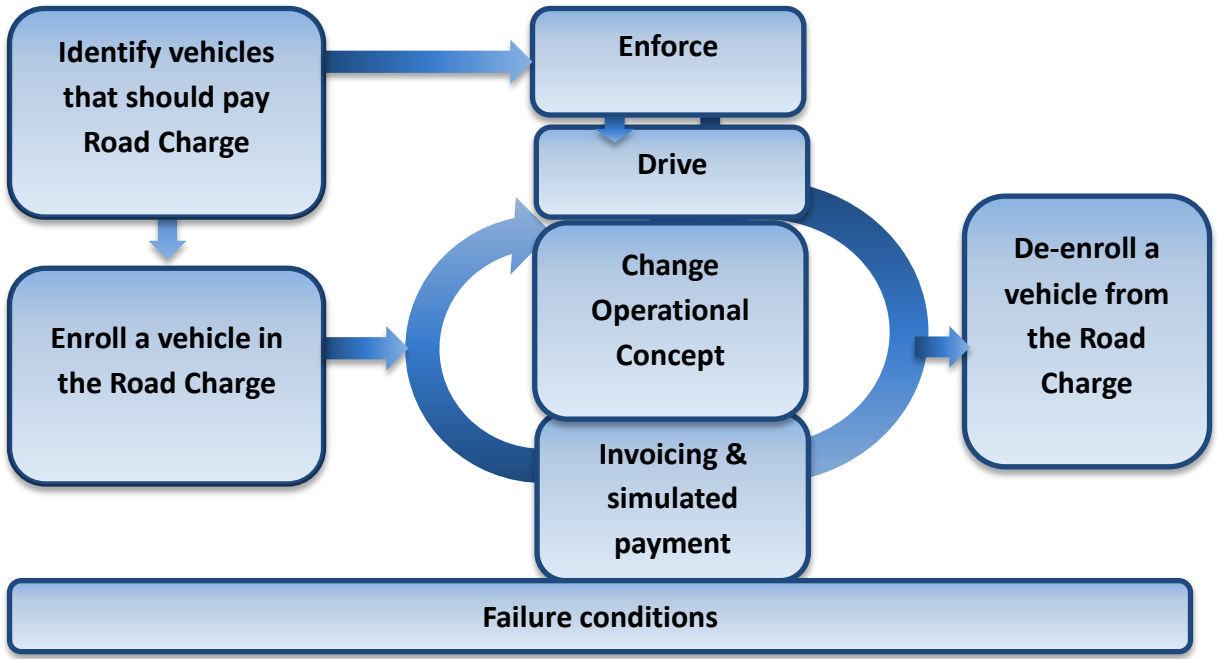 Identify vehicles
that should pay
Road Charge
Enforce
Drive
Enroll a vehicle in
the Road Charge
Change
Operational
Concept
De-enroll a
vehicle from
the Road
Charge
Invoicing &
simulated
payment
Failure conditions